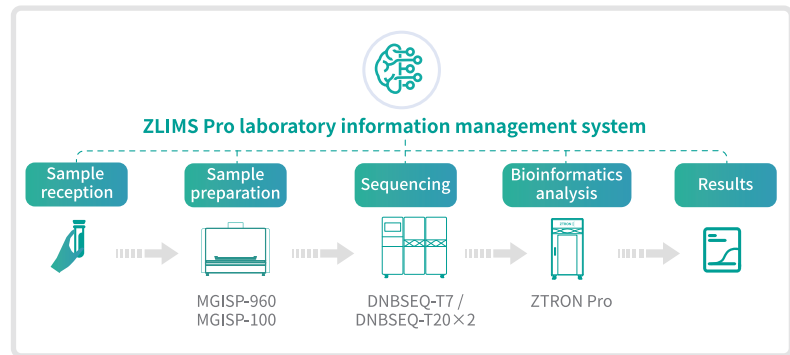 ZLIMS Pro laboratory information management system
Sample
reception
Sample
preparation
Sequencing
Bioinformatics
analysis
Results
ZTRON
MGISP-960
MGISP-100
DNBSEQ-T7 /
DNBSEQ-T20×2
ZTRON Pro